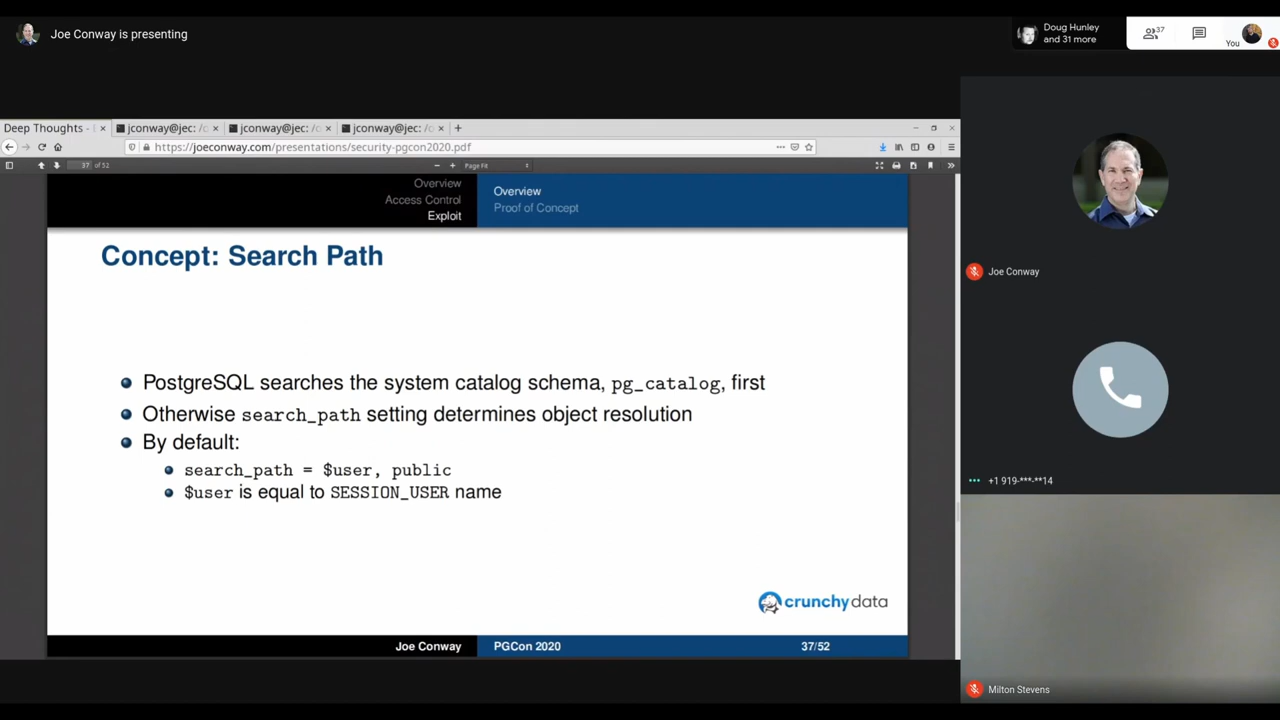 Joe Conway is presenting
Doug Hunley
and 31 more
37
You
Deep Thoughts -
jconway@jec: /c
jconway@jec: /c
jconway@jec: /c
https://joeconway.com/presentations/security-pgcon2020.pdf
37 of 52
Page Fit
Overview
Access Control
Exploit
Overview
Proof of Concept
Concept: Search Path
PostgreSQL searches the system catalog schema, pg_catalog, first
Otherwise search_path setting determines object resolution
By default:
search_path = $user, public
$user is equal to SESSION_USER name
crunchydata
Joe Conway
PGCon 2020
37/52
Joe Conway
+1 919-***-**14
Milton Stevens